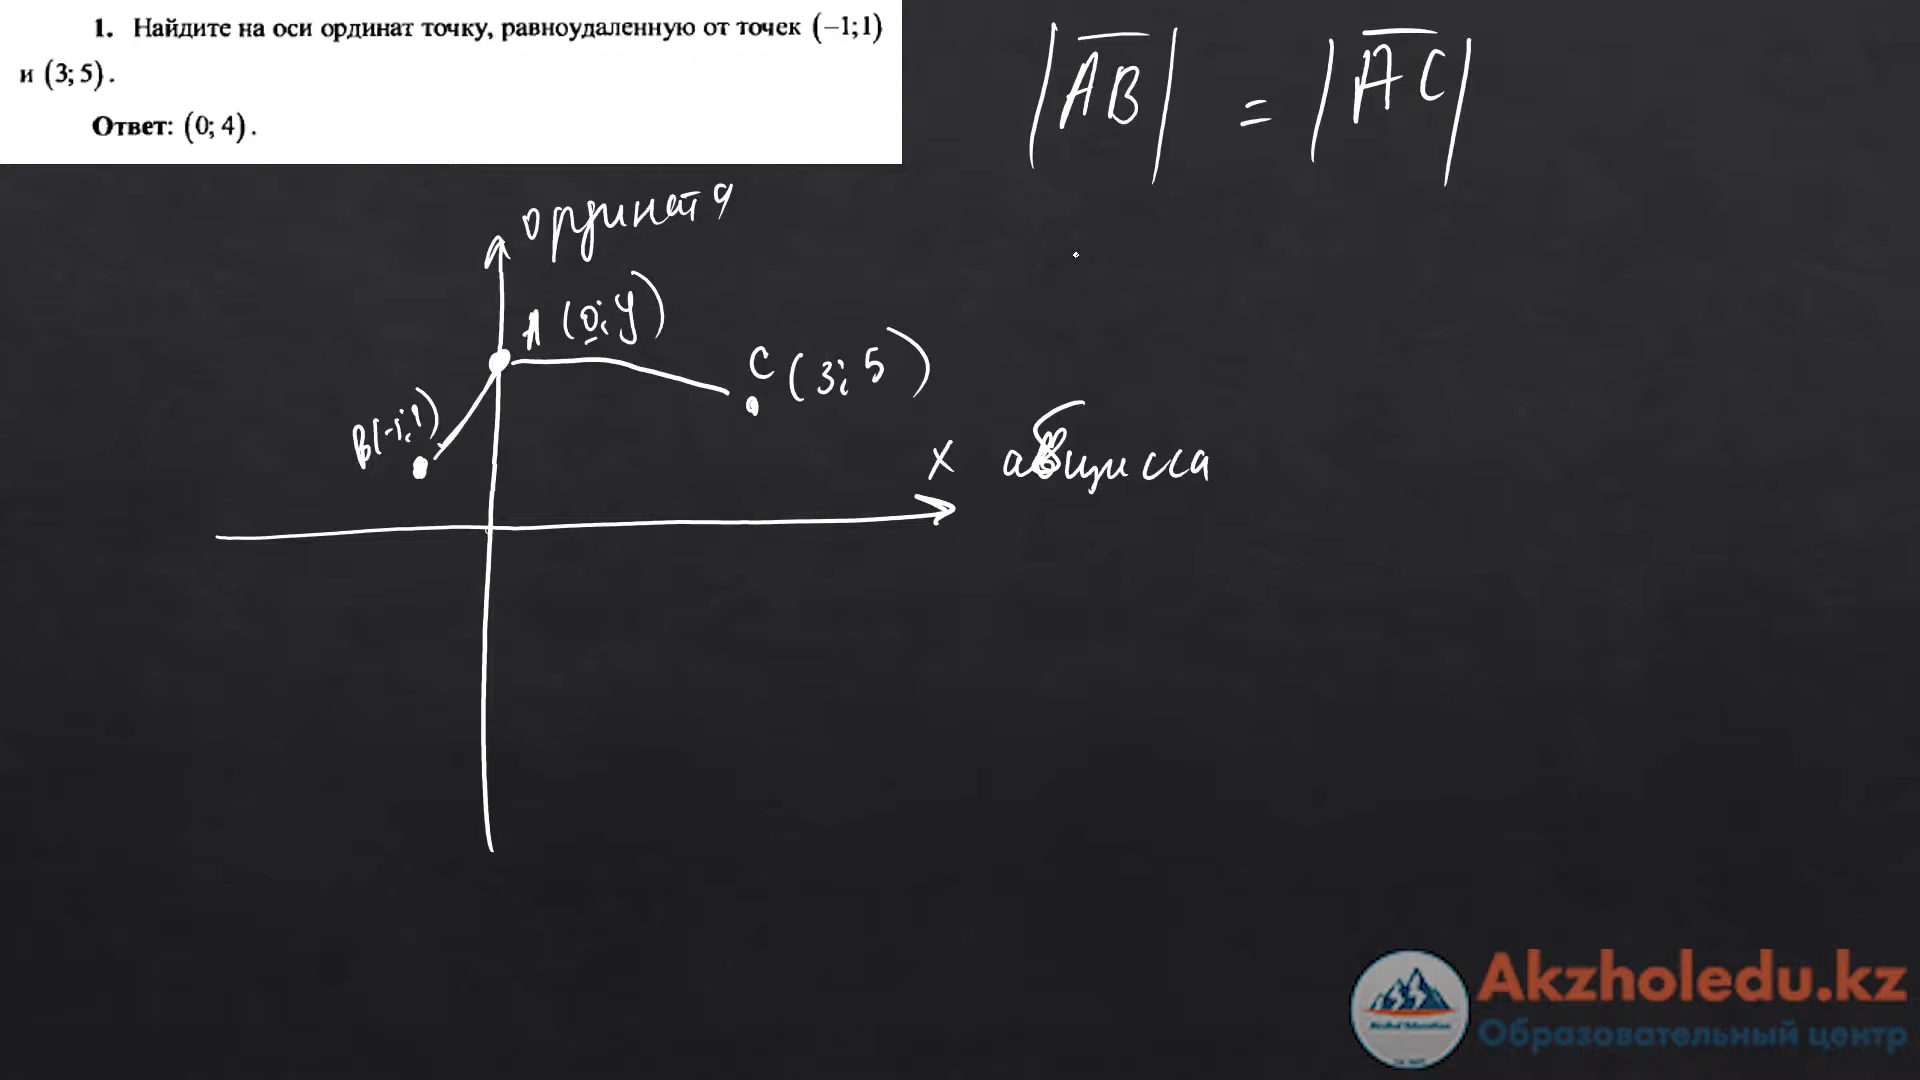 1. Найдите на оси ординат точку, равноудаленную от точек (–1;1)
и (3; 5).
Ответ: (0; 4).
|AB| = |AC|
ордината
A (0; y)
C (3; 5)
B(-1; 1)
x абсцисса
Akzholedu.kz
Образовательный центр